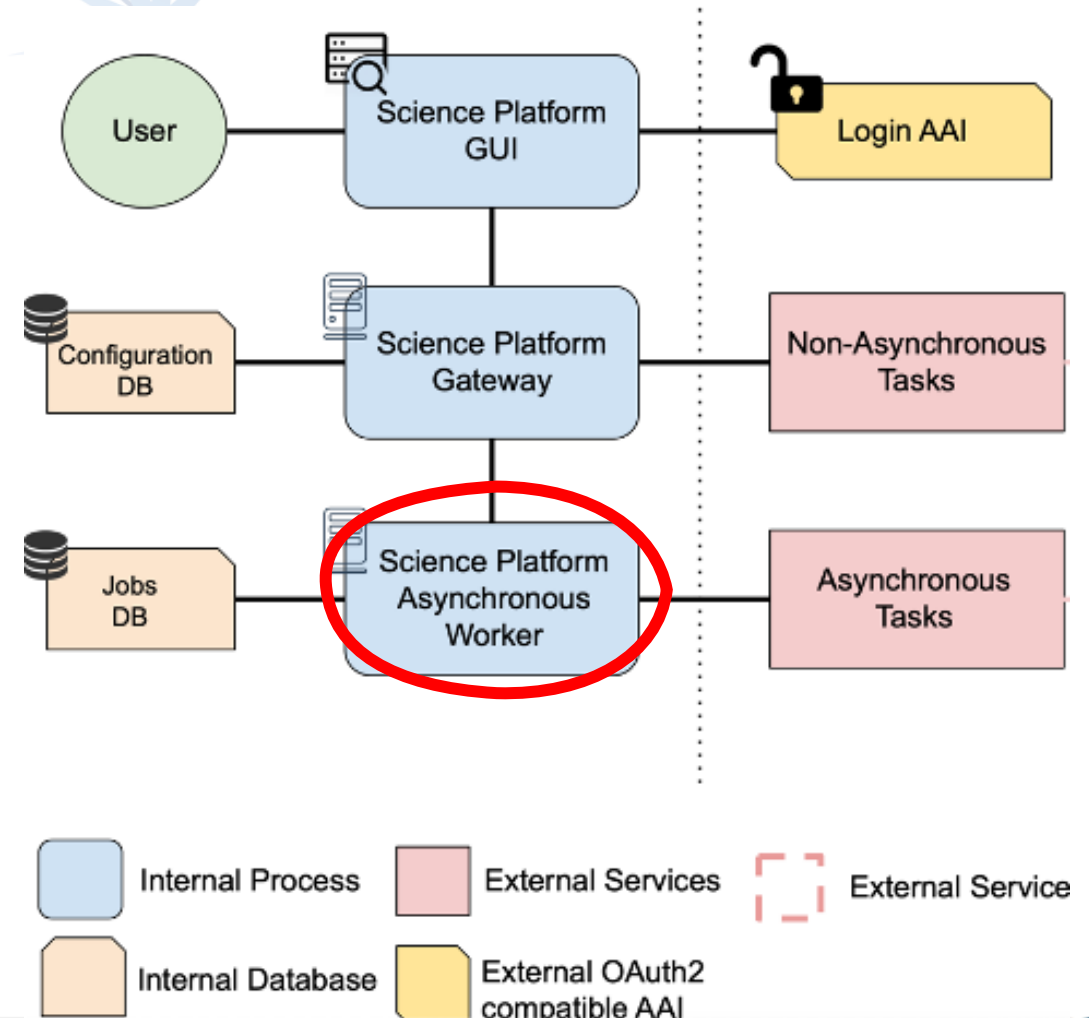 User
Science Platform
GUI
Login AAI
Configuration
DB
Science Platform
Gateway
Non-Asynchronous
Tasks
Jobs
DB
Science Platform
Asynchronous
Worker
Asynchronous
Tasks
Internal Process
External Services
External Service
Internal Database
External OAuth2
compatible AAI